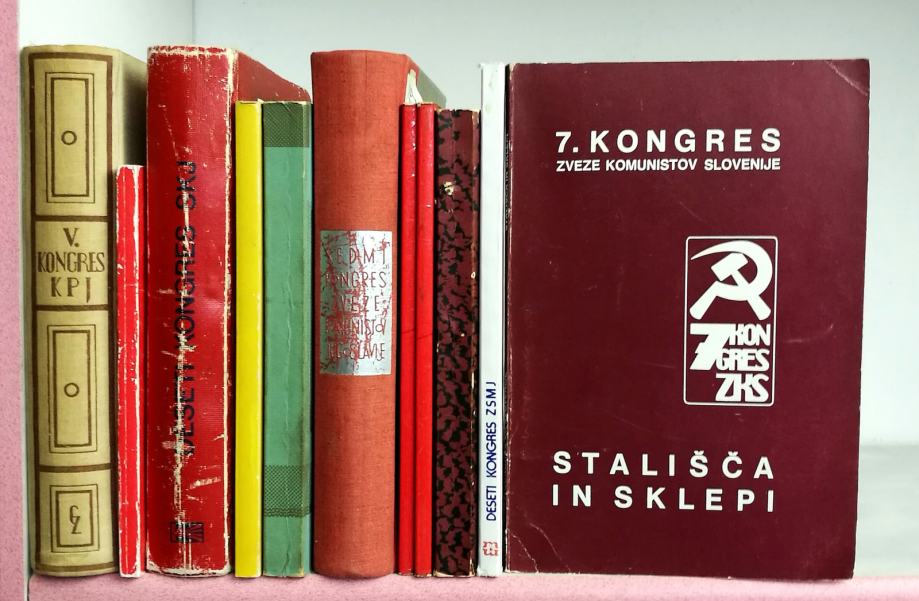 V.
KONGRES
KPJ
CZ
DESETI KONGRES SKJ
SEDMI
KONGRES
ZVEZE
KOMUNISTOV
JUGOSLAVIJE
DESETI KONGRES ZSMJ
7. KONGRES
ZVEZE KOMUNISTOV SLOVENIJE
7 KON
GRES
ZKS
STALIŠČA
IN SKLEPI